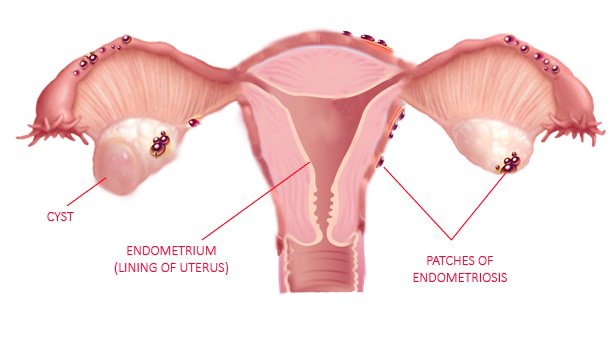 CYST
ENDOMETRIUM
(LINING OF UTERUS)
PATCHES OF
ENDOMETRIOSIS